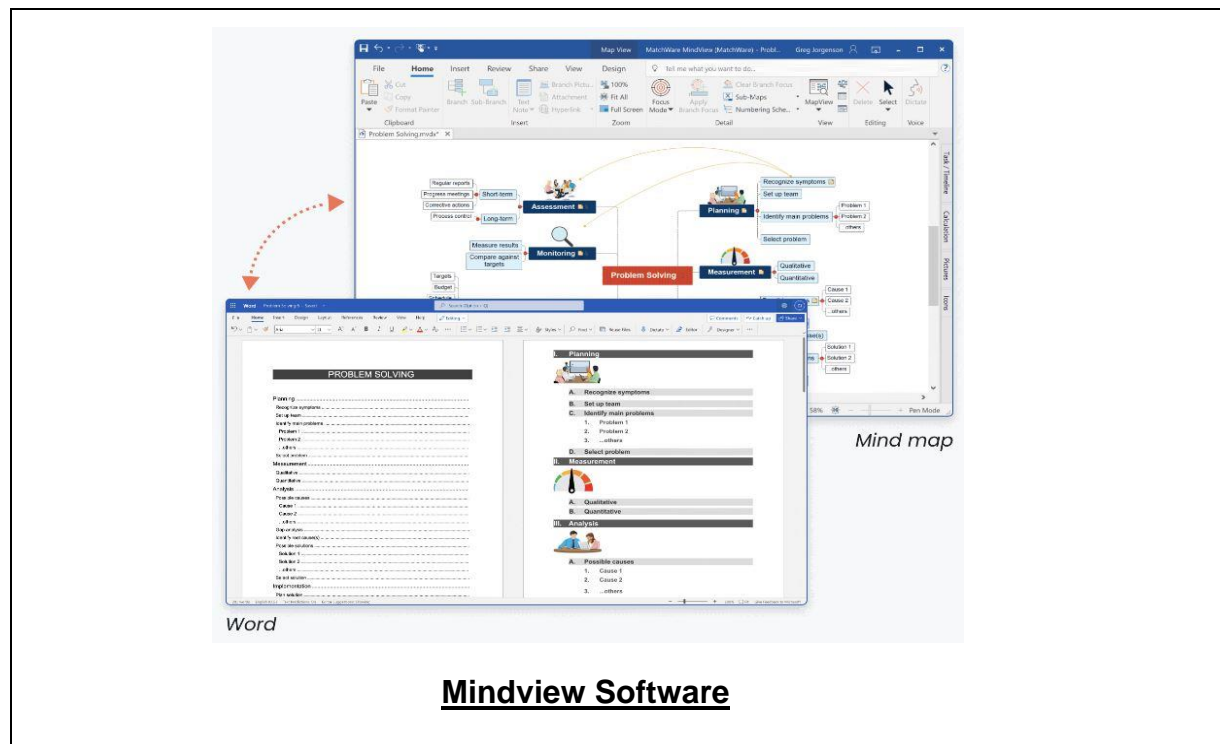 Map View MatchWare MindView (MatchWare) - Probl... Greg Jorgenson
File Home Insert Review Share View Design Tell me what you want to do...
Paste Cut Copy Format Painter Branch Sub-Branch Text Note Branch Pictu... Attachment Hyperlink 100% Fit All Full Screen Focus Mode Apply Branch Focus Clear Branch Focus Sub-Maps Numbering Sche... MapView Delete Select Dictate
Clipboard Insert Zoom Detail View Editing Voice
Problem Solving.mvdx*
Task / Timeline
Calculation
Pictures
Icons
Regular reports
Progress meetings
Corrective actions
Process control
Short-term
Long-term
Assessment
Measure results
Compare against
targets
Monitoring
Targets
Budget
Schedule
Problem Solving
Planning
Recognize symptoms
Set up team
Identify main problems
Problem 1
Problem 2
...others
Select problem
Measurement
Qualitative
Quantitative
Cause 1
Cause 2
...others
Solution 1
Solution 2
...others
58% Pen Mode
Mind map
Word
File Home Insert Design Layout References Review View Help Editing
PROBLEM SOLVING
Planning
Recognize symptoms
Set up team
Identify main problems
Problem 1
Problem 2
...others
Select problem
Measurement
Qualitative
Quantitative
Analysis
Possible causes
Cause 1
Cause 2
...others
Gap analysis
Identify root cause(s)
Possible solutions
Solution 1
Solution 2
...others
Select solution
Implementation
Plan solution
I. Planning
A. Recognize symptoms
B. Set up team
C. Identify main problems
1. Problem 1
2. Problem 2
3. ...others
D. Select problem
II. Measurement
A. Qualitative
B. Quantitative
III. Analysis
A. Possible causes
1. Cause 1
2. Cause 2
3. ...others
Word
Mindview Software